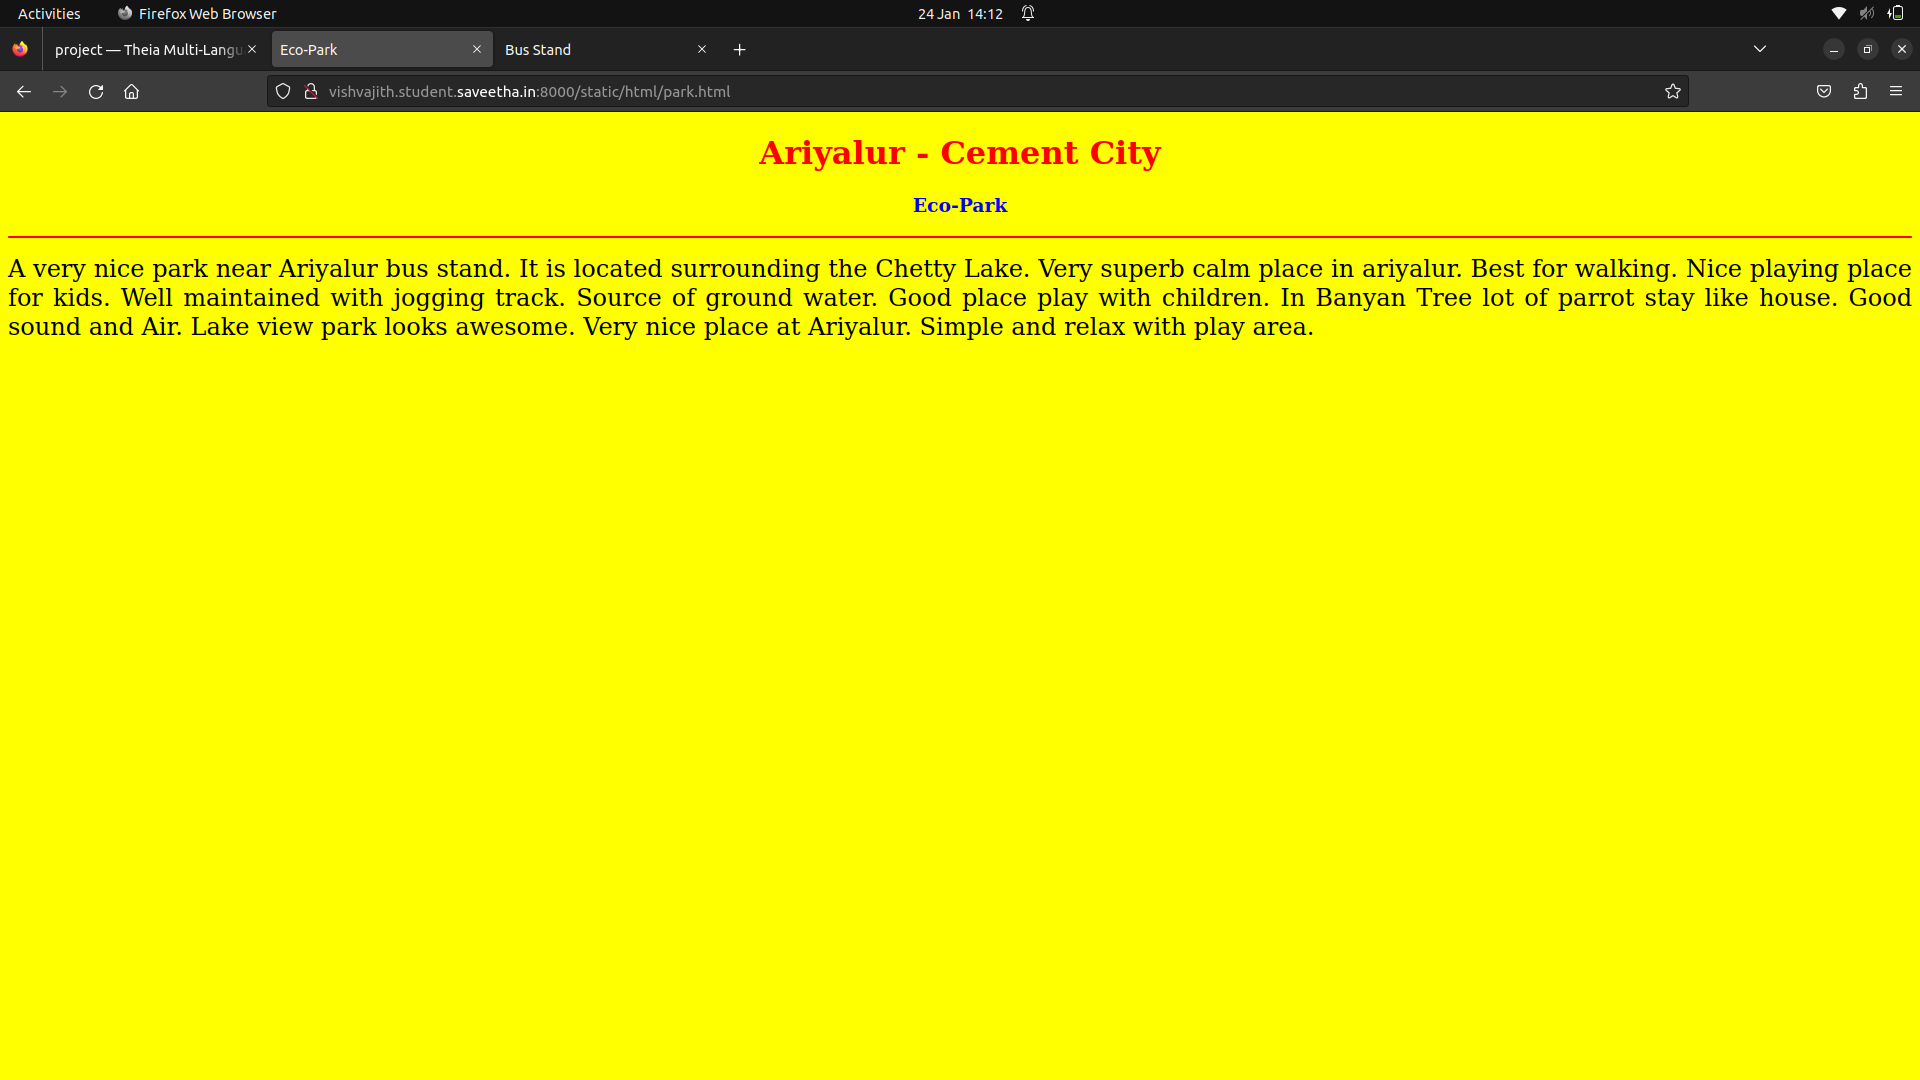 Activities Firefox Web Browser 24 Jan 14:12
project — Theia Multi-Langu Eco-Park Bus Stand
vishvajith.student.saveetha.in:8000/static/html/park.html
Ariyalur - Cement City
Eco-Park
A very nice park near Ariyalur bus stand. It is located surrounding the Chetty Lake. Very superb calm place in ariyalur. Best for walking. Nice playing place
for kids. Well maintained with jogging track. Source of ground water. Good place play with children. In Banyan Tree lot of parrot stay like house. Good
sound and Air. Lake view park looks awesome. Very nice place at Ariyalur. Simple and relax with play area.